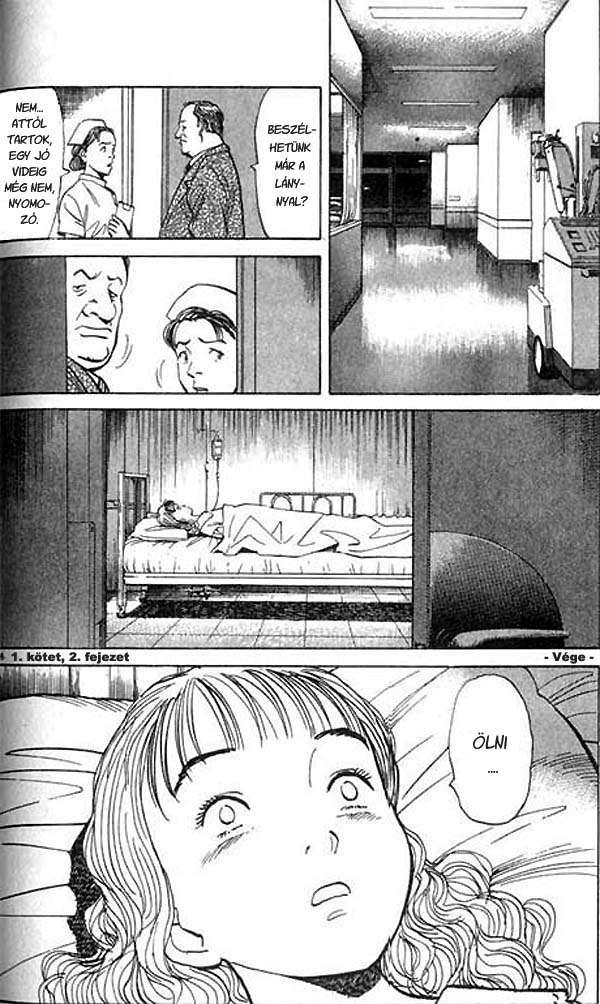 BESZÉL-
HETÜNK
MÁR A
LÁNY-
NYAL?
NEM...
ATTÓL
TARTOK,
EGY JÓ
VIDEIG
MÉG NEM,
NYOMO-
ZÓ.
1. kötet, 2. fejezet
- Vége -
ÖLNI
....